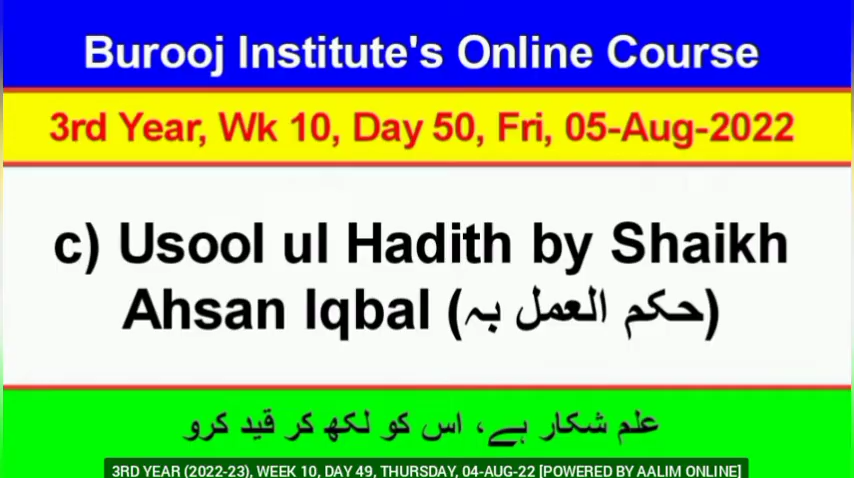 Burooj Institute's Online Course
3rd Year, Wk 10, Day 50, Fri, 05-Aug-2022
c) Usool ul Hadith by Shaikh
Ahsan Iqbal (حکم العمل بہ)
علم شکار ہے، اس کو لکھ کر قید کرو
3RD YEAR (2022-23), WEEK 10, DAY 49, THURSDAY, 04-AUG-22 [POWERED BY AALIM ONLINE]